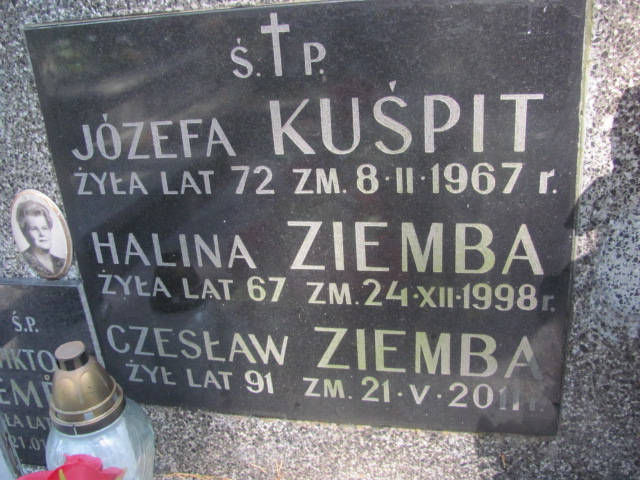 Ś. P.
JÓZEFA KUŚPIT
ŻYŁA LAT 72 ZM. 8·II·1967 r.
HALINA ZIEMBA
ŻYŁA LAT 67 ZM. 24·XII·1998 r.
CZESŁAW ZIEMBA
ŻYŁ LAT 91 ZM. 21·V·2011 r.
Ś.P.